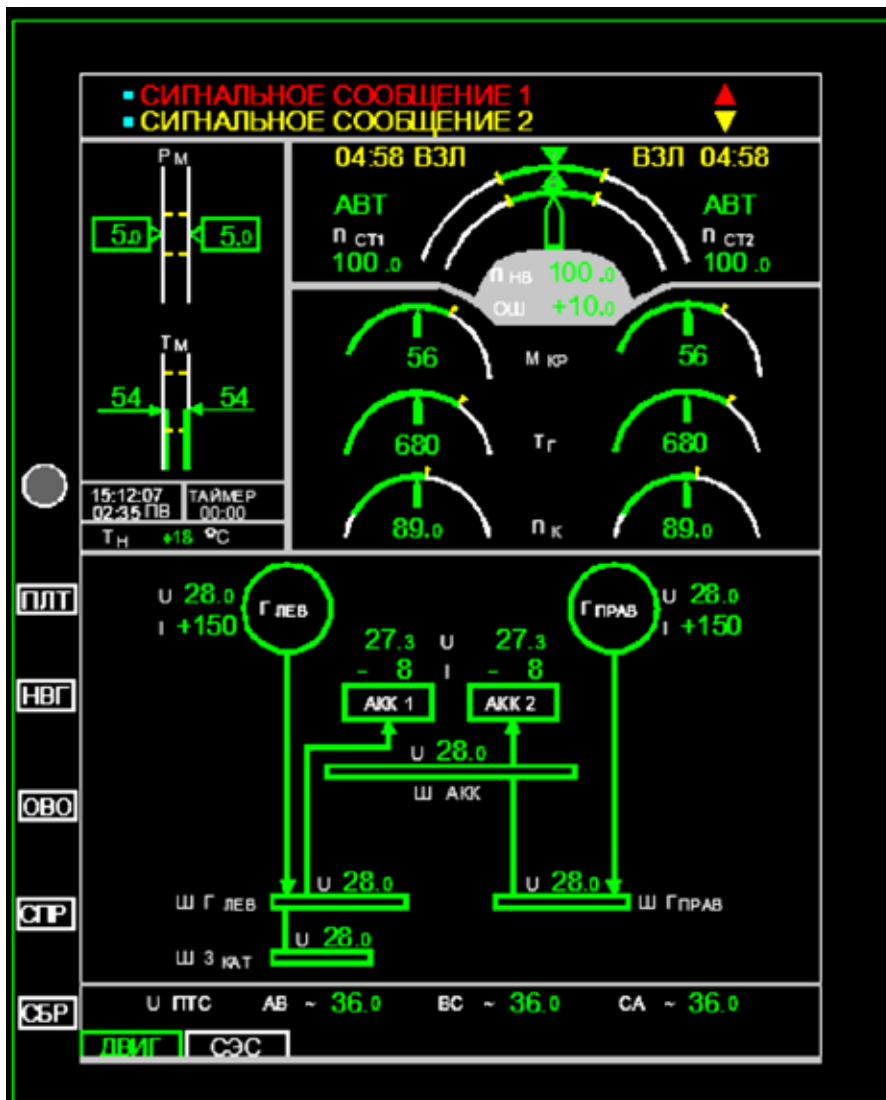 СИГНАЛЬНОЕ СООБЩЕНИЕ 1
СИГНАЛЬНОЕ СООБЩЕНИЕ 2
Р М
5.0 5.0
Т М
54 54
15:12:07 ТАЙМЕР
02:35 ПВ 00:00
Т Н +18 °С
04:58 ВЗЛ ВЗЛ 04:58
АВТ АВТ
П СТ1 П СТ2
100.0 100.0
П НВ 100.0
ОШ +10.0
56 М КР 56
680 Т Г 680
89.0 П К 89.0
U 28.0 Г ЛЕВ Г ПРАВ U 28.0
I +150 I +150
27.3 U 27.3
- 8 I - 8
АКК 1 АКК 2
U 28.0
Ш АКК
U 28.0 U 28.0
Ш Г ЛЕВ Ш Г ПРАВ
U 28.0
Ш 3 КАТ
U ПТС АВ ~ 36.0 ВС ~ 36.0 СА ~ 36.0
ДВИГ СЭС
ПЛТ
НВГ
ОВО
СПР
СБР